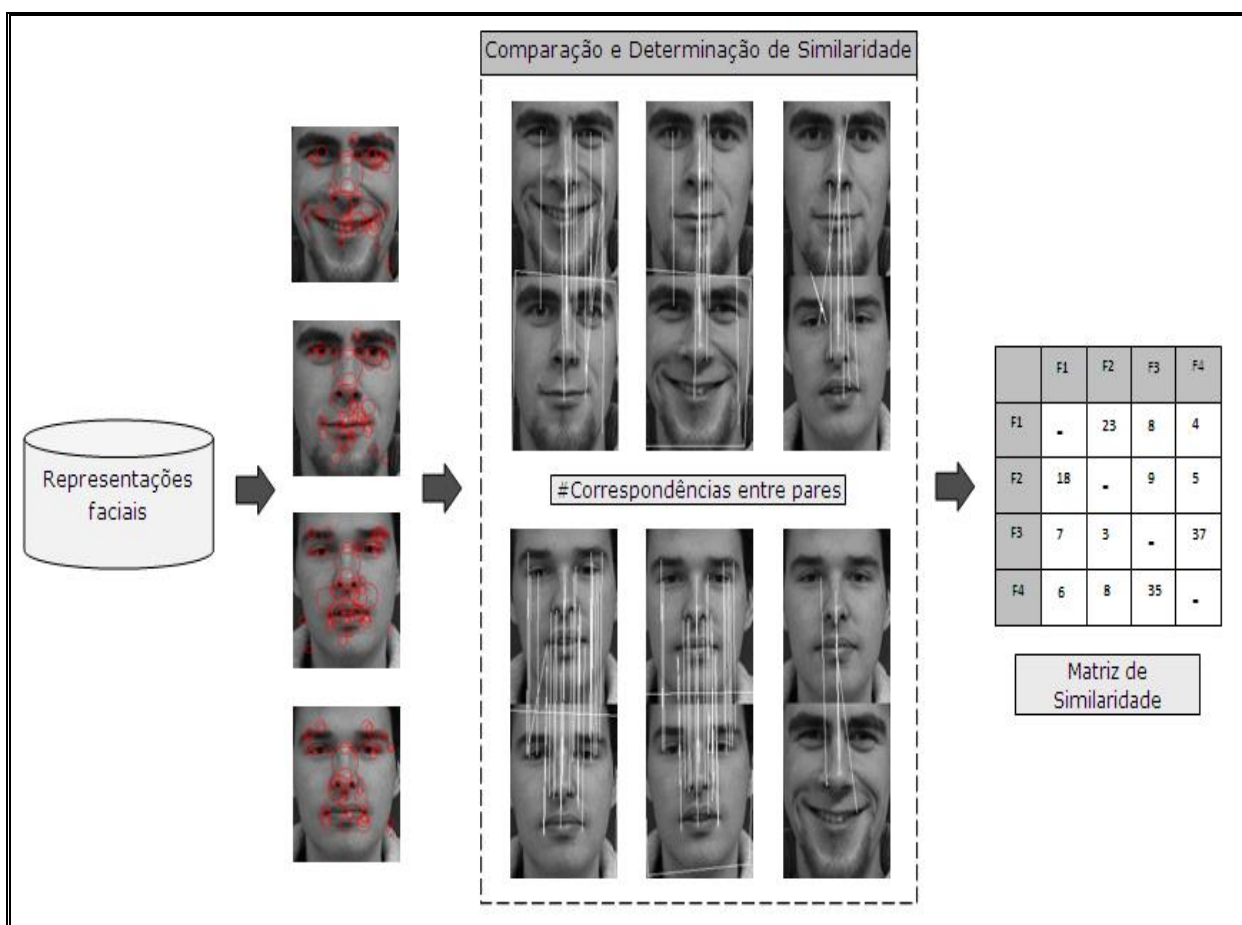 Comparação e Determinação de Similaridade
Representações
faciais
#Correspondências entre pares
F1 F2 F3 F4
F1 - 23 8 4
F2 18 - 9 5
F3 7 3 - 37
F4 6 8 35 -
Matriz de
Similaridade